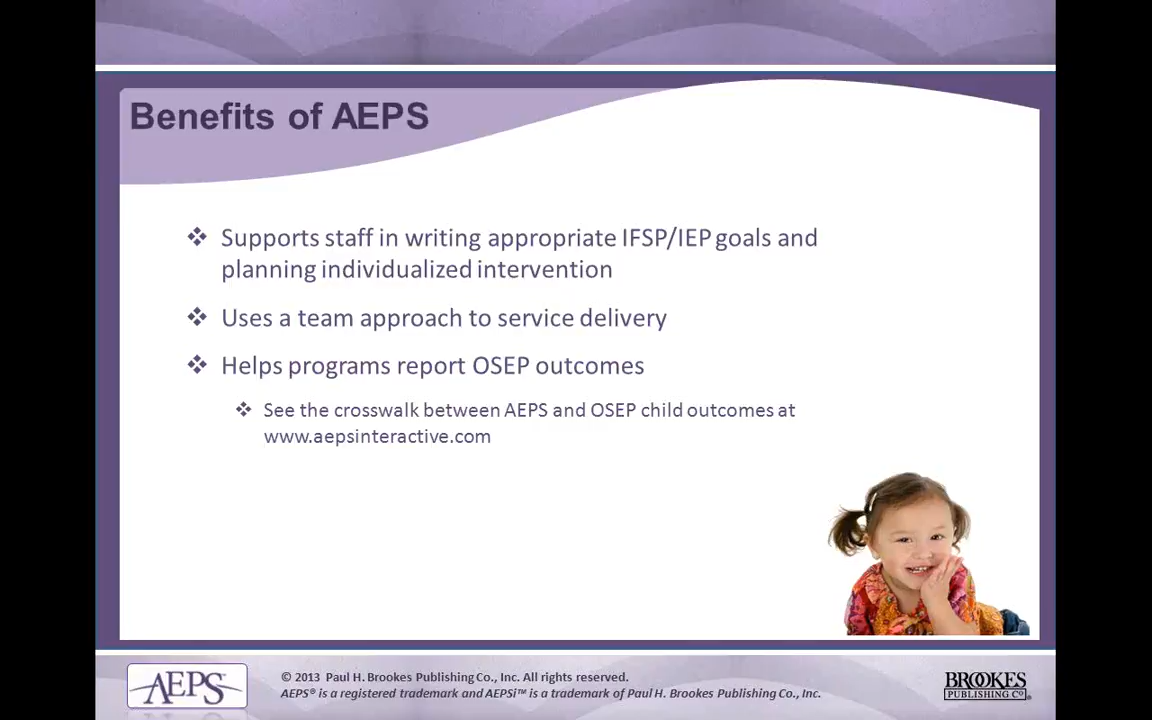 Benefits of AEPS
❖ Supports staff in writing appropriate IFSP/IEP goals and
planning individualized intervention
❖ Uses a team approach to service delivery
❖ Helps programs report OSEP outcomes
❖ See the crosswalk between AEPS and OSEP child outcomes at
www.aepsinteractive.com
AEPS
© 2013 Paul H. Brookes Publishing Co., Inc. All rights reserved.
AEPS® is a registered trademark and AEPSi™ is a trademark of Paul H. Brookes Publishing Co., Inc.
BROOKES
PUBLISHING CO®